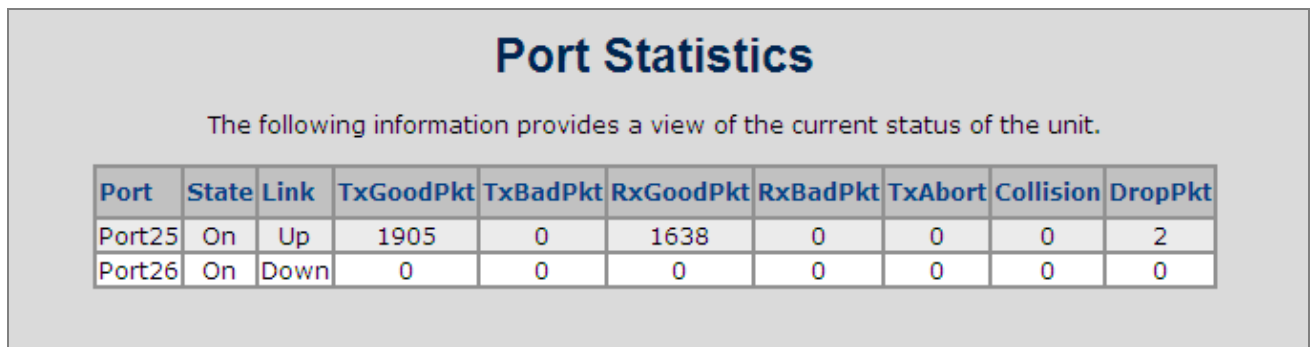 Port Statistics
The following information provides a view of the current status of the unit.
Port State Link TxGoodPkt TxBadPkt RxGoodPkt RxBadPkt TxAbort Collision DropPkt
Port25 On Up 1905 0 1638 0 0 0 2
Port26 On Down 0 0 0 0 0 0 0